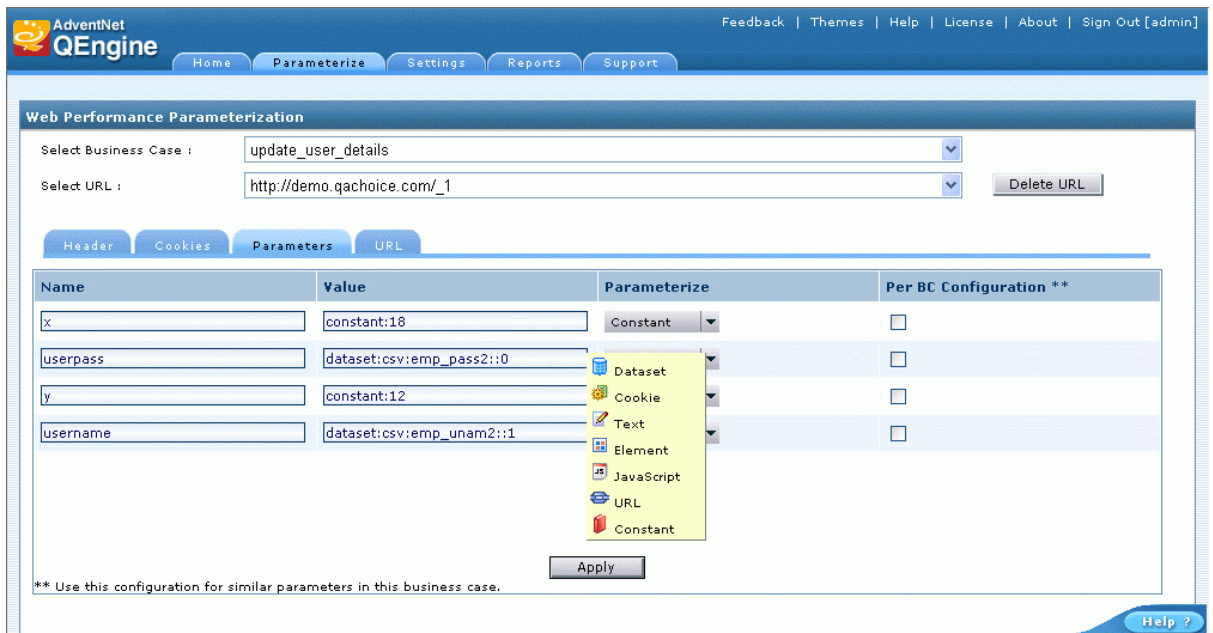 AdventNet
QEngine
Feedback | Themes | Help | License | About | Sign Out [admin]
Home Parameterize Settings Reports Support
Web Performance Parameterization
Select Business Case : update_user_details
Select URL : http://demo.qachoice.com/_1 Delete URL
Header Cookies Parameters URL
Name Value Parameterize Per BC Configuration **
x constant:18 Constant
userpass dataset:csv:emp_pass2::0
Dataset
y constant:12
Cookie
Text
username dataset:csv:emp_unam2::1
Element
JS JavaScript
URL
Constant
Apply
** Use this configuration for similar parameters in this business case.
Help ?